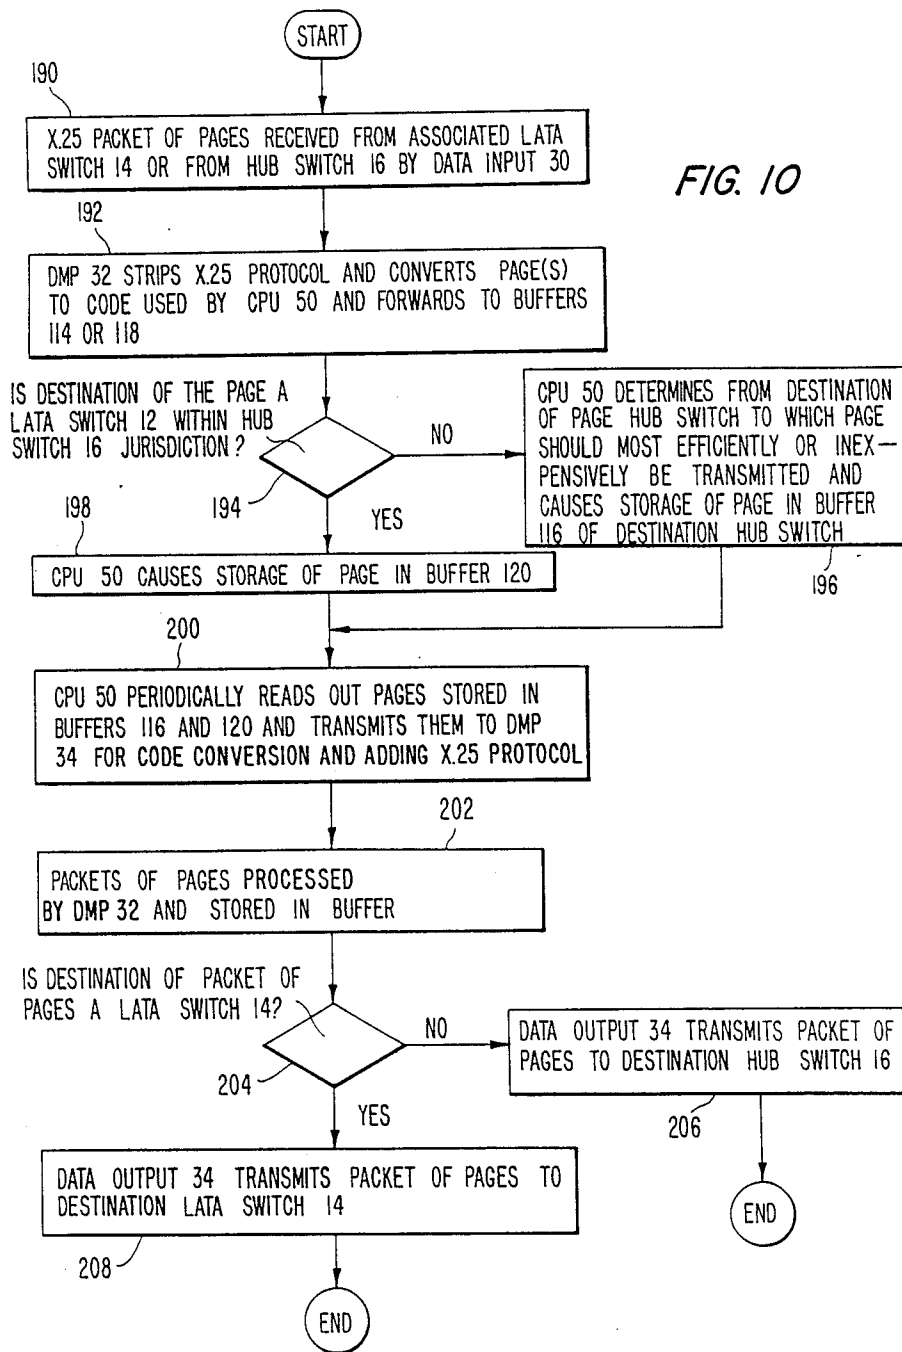 START
190
X.25 PACKET OF PAGES RECEIVED FROM ASSOCIATED LATA
SWITCH 14 OR FROM HUB SWITCH 16 BY DATA INPUT 30
FIG. 10
192
DMP 32 STRIPS X.25 PROTOCOL AND CONVERTS PAGE(S)
TO CODE USED BY CPU 50 AND FORWARDS TO BUFFERS
114 OR 118
IS DESTINATION OF THE PAGE A
LATA SWITCH 12 WITHIN HUB
SWITCH 16 JURISDICTION?
194
NO
YES
CPU 50 DETERMINES FROM DESTINATION
OF PAGE HUB SWITCH TO WHICH PAGE
SHOULD MOST EFFICIENTLY OR INEX-
PENSIVELY BE TRANSMITTED AND
CAUSES STORAGE OF PAGE IN BUFFER
116 OF DESTINATION HUB SWITCH
196
198
CPU 50 CAUSES STORAGE OF PAGE IN BUFFER 120
200
CPU 50 PERIODICALLY READS OUT PAGES STORED IN
BUFFERS 116 AND 120 AND TRANSMITS THEM TO DMP
34 FOR CODE CONVERSION AND ADDING X.25 PROTOCOL
202
PACKETS OF PAGES PROCESSED
BY DMP 32 AND STORED IN BUFFER
IS DESTINATION OF PACKET OF
PAGES A LATA SWITCH 14?
204
NO
YES
DATA OUTPUT 34 TRANSMITS PACKET OF
PAGES TO DESTINATION HUB SWITCH 16
206
END
DATA OUTPUT 34 TRANSMITS PACKET OF PAGES TO
DESTINATION LATA SWITCH 14
208
END